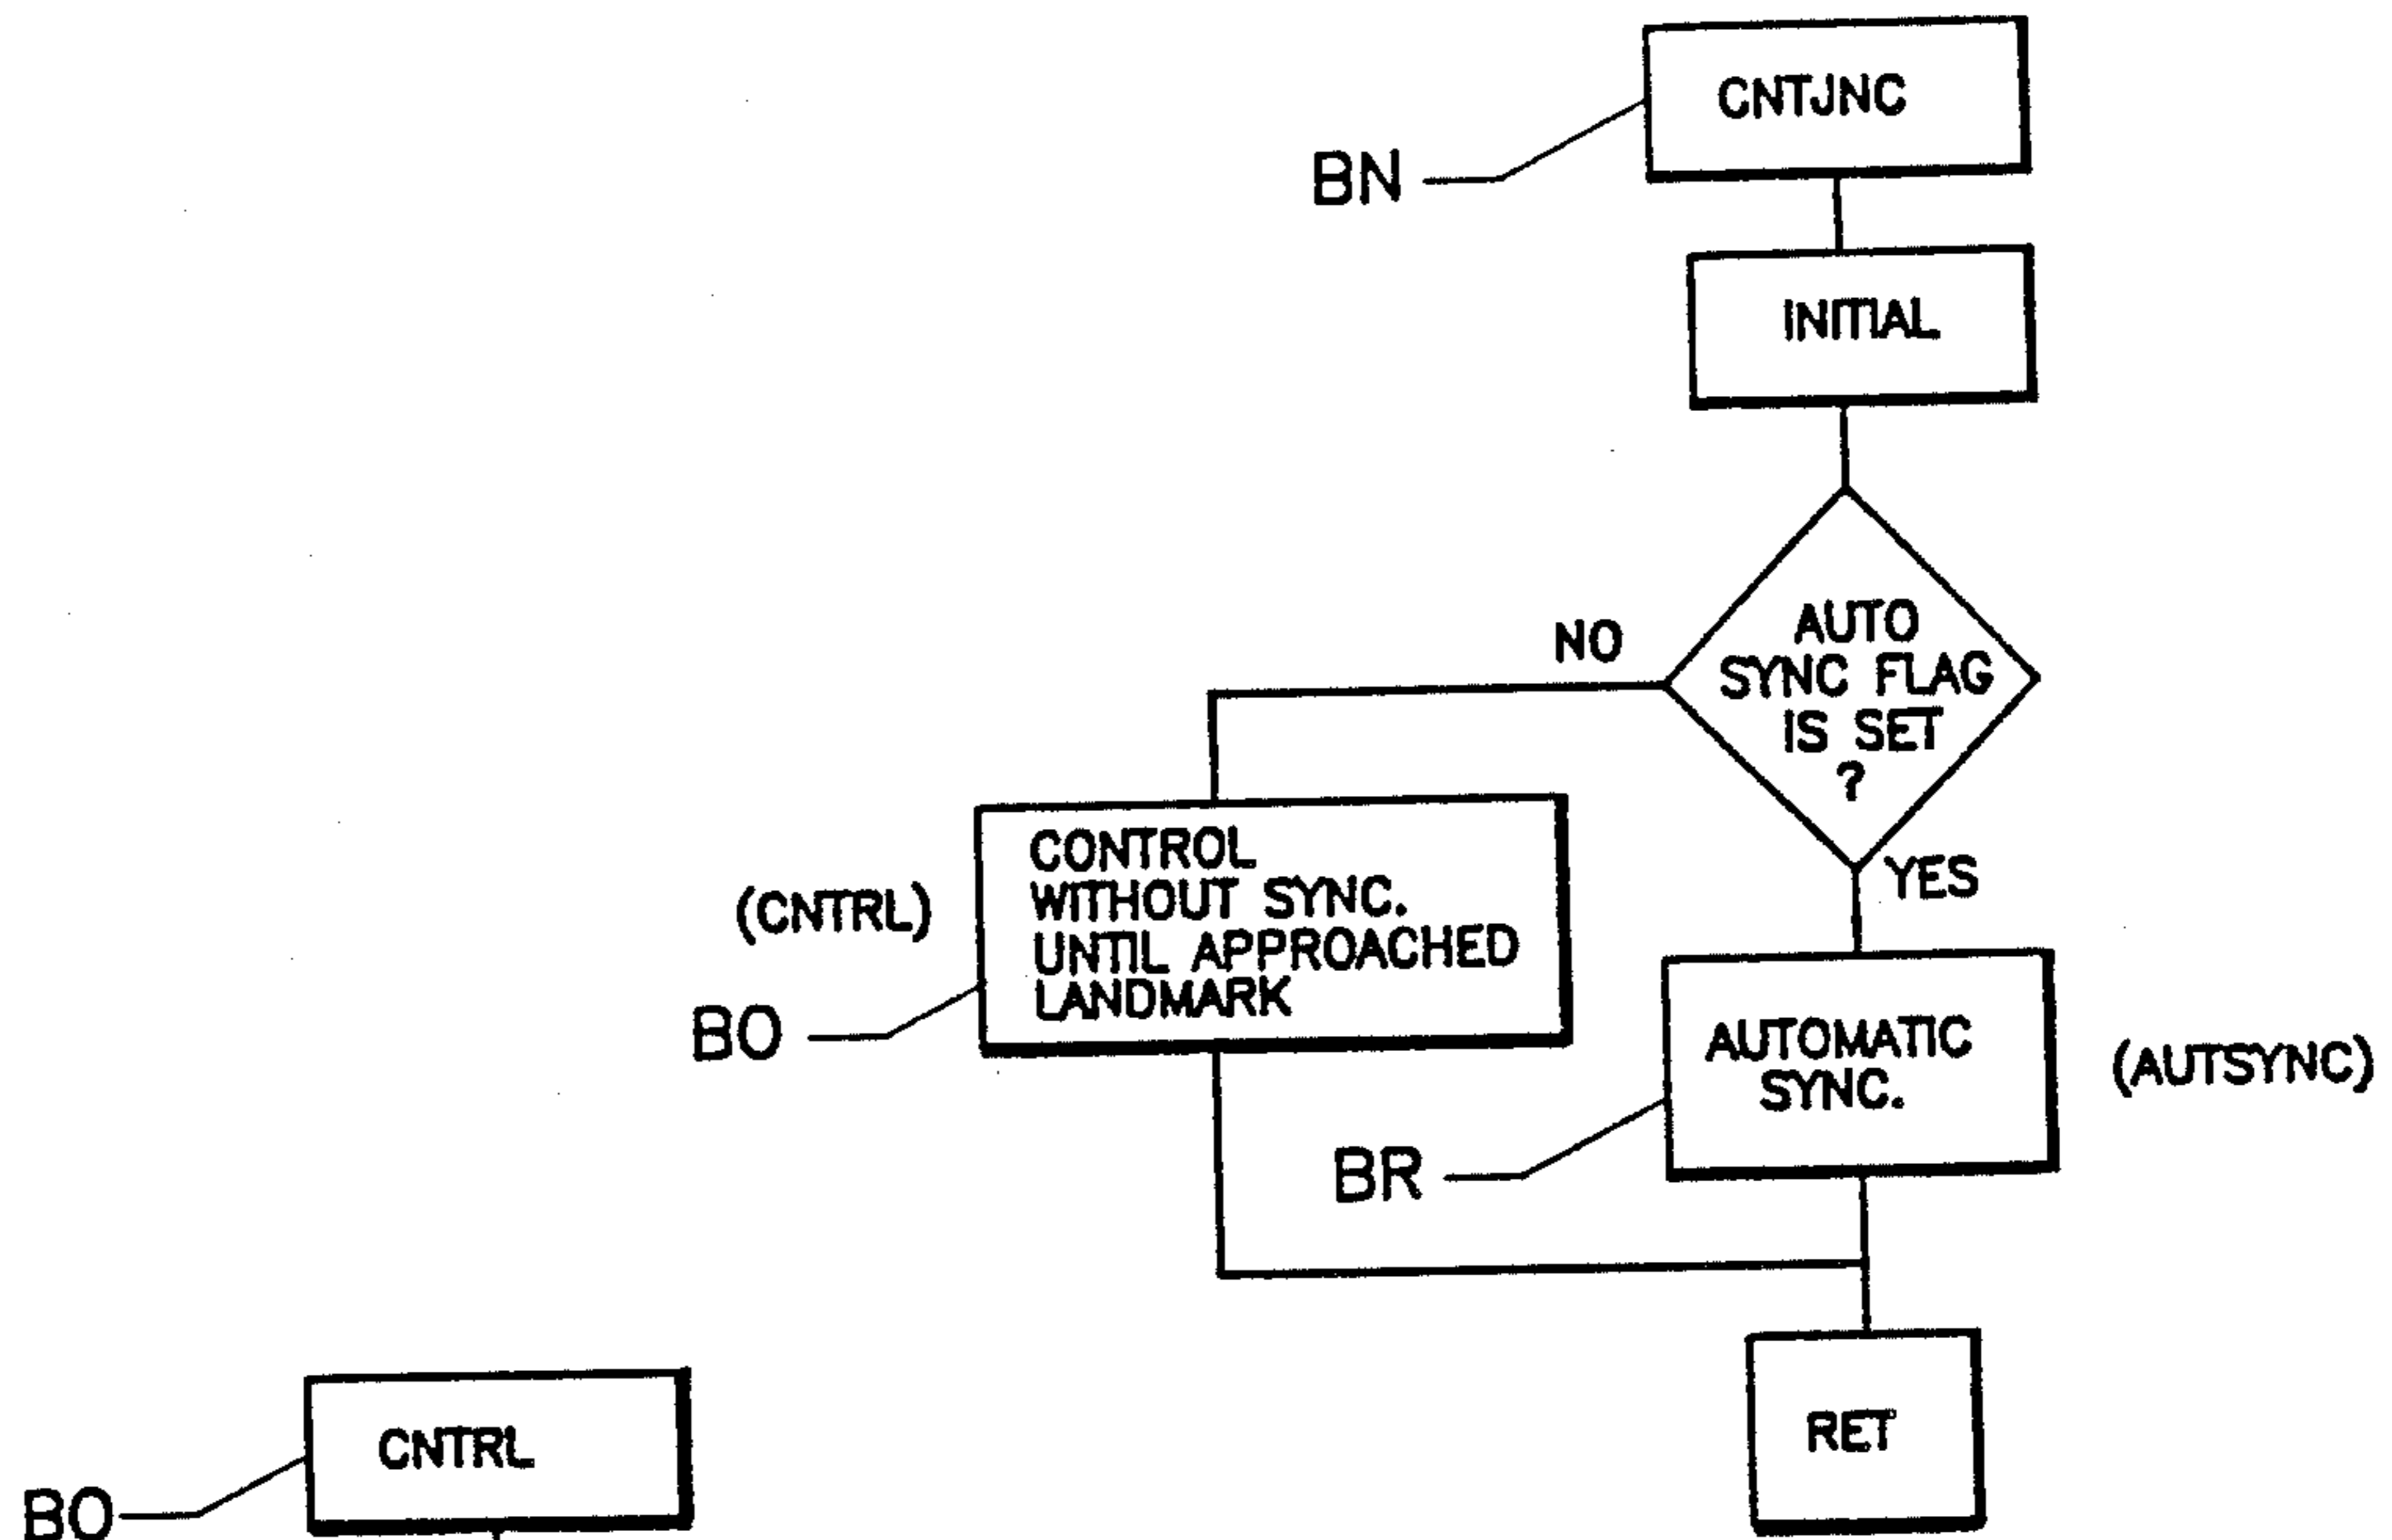 CNTJNC
BN
INITIAL
AUTO
SYNC FLAG
IS SET
?
NO
YES
(CNTRL)
CONTROL
WITHOUT SYNC.
UNTIL APPROACHED
LANDMARK
BO
AUTOMATIC
SYNC.
(AUTSYNC)
BR
RET
CNTRL
BO